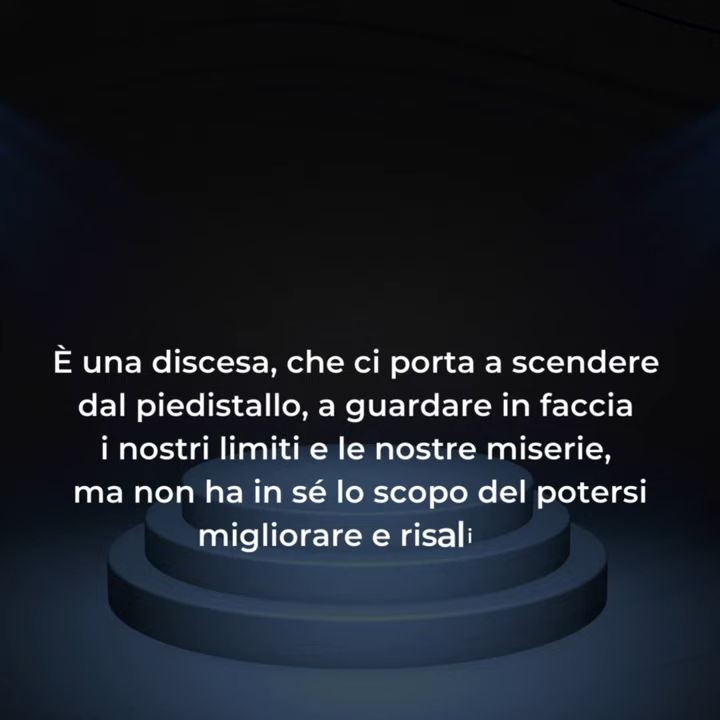 È una discesa, che ci porta a scendere
dal piedistallo, a guardare in faccia
i nostri limiti e le nostre miserie,
ma non ha in sé lo scopo del potersi
migliorare e risali